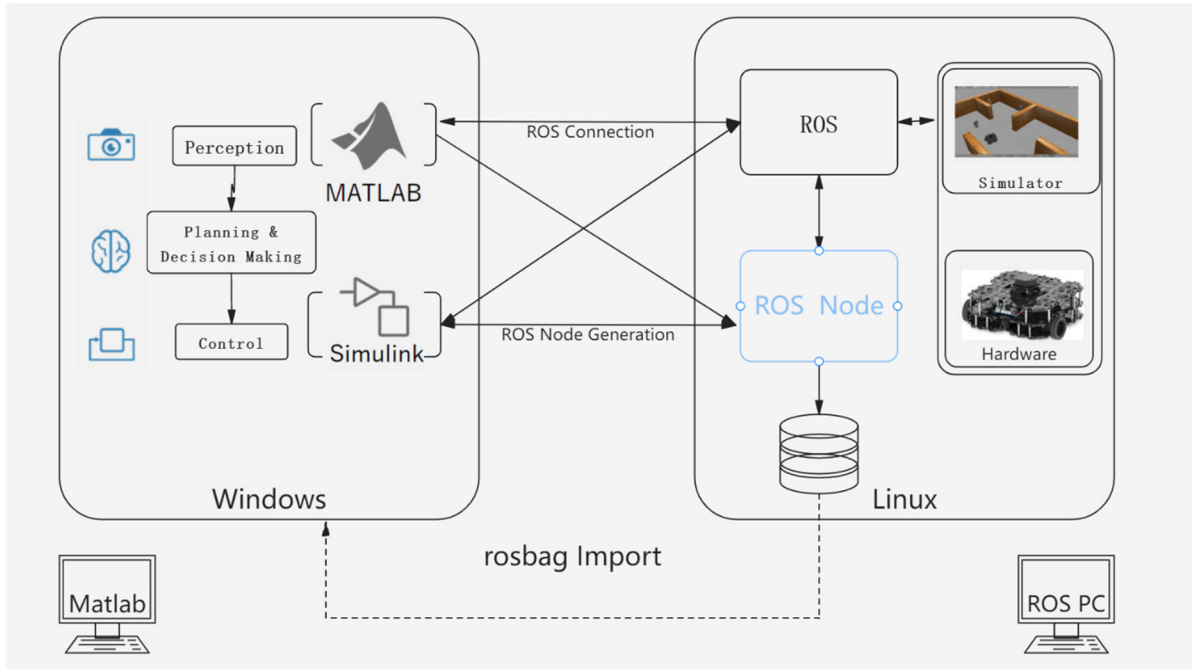 Perception
MATLAB
Planning &
Decision Making
Control
Simulink
Windows
ROS Connection
ROS Node Generation
ROS
Simulator
ROS Node
Hardware
Linux
rosbag Import
Matlab
ROS PC